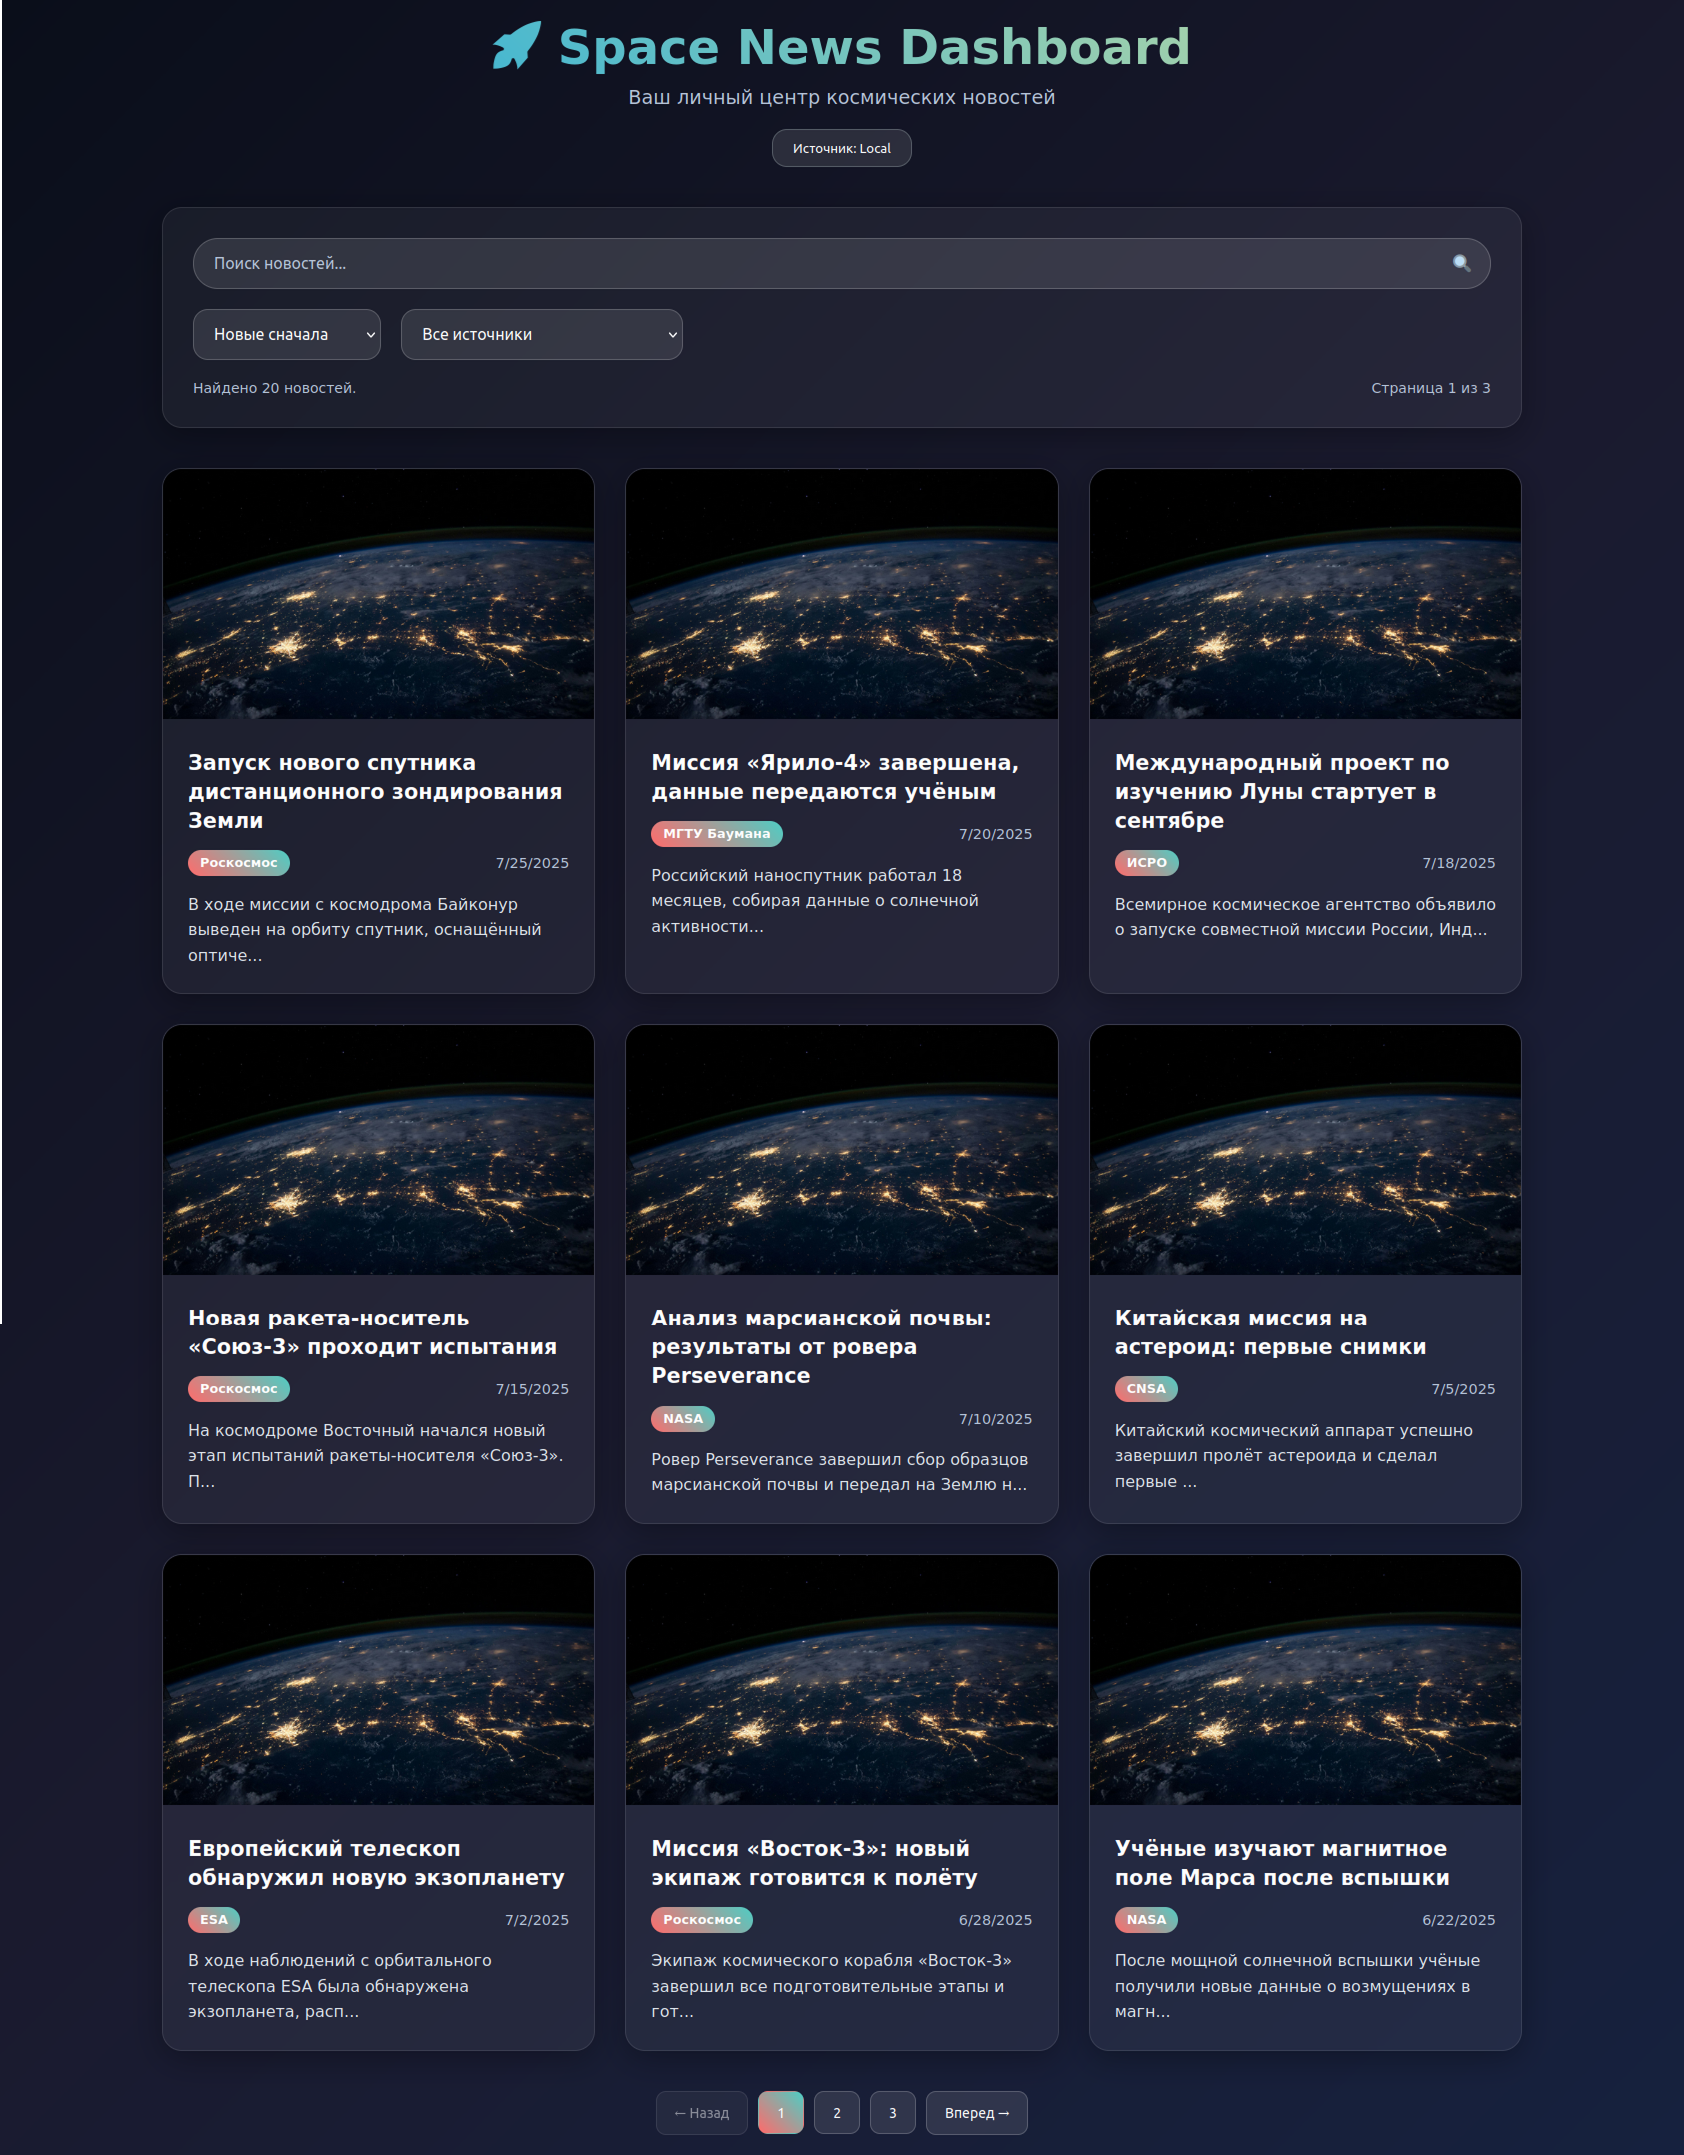 Space News Dashboard
Ваш личный центр космических новостей
Источник: Local
Поиск новостей...
Новые сначала
Все источники
Найдено 20 новостей.
Страница 1 из 3
Запуск нового спутника
дистанционного зондирования
Земли
Роскосмос
7/25/2025
В ходе миссии с космодрома Байконур
выведен на орбиту спутник, оснащённый
оптиче...
Миссия «Ярило-4» завершена,
данные передаются учёным
МГТУ Баумана
7/20/2025
Российский наноспутник работал 18
месяцев, собирая данные о солнечной
активности...
Международный проект по
изучению Луны стартует в
сентябре
ИСРО
7/18/2025
Всемирное космическое агентство объявило
о запуске совместной миссии России, Инд...
Новая ракета-носитель
«Союз-3» проходит испытания
Роскосмос
7/15/2025
На космодроме Восточный начался новый
этап испытаний ракеты-носителя «Союз-3».
П...
Анализ марсианской почвы:
результаты от ровера
Perseverance
NASA
7/10/2025
Ровер Perseverance завершил сбор образцов
марсианской почвы и передал на Землю н...
Китайская миссия на
астероид: первые снимки
CNSA
7/5/2025
Китайский космический аппарат успешно
завершил пролёт астероида и сделал
первые ...
Европейский телескоп
обнаружил новую экзопланету
ESA
7/2/2025
В ходе наблюдений с орбитального
телескопа ESA была обнаружена
экзопланета, расп...
Миссия «Восток-3»: новый
экипаж готовится к полёту
Роскосмос
6/28/2025
Экипаж космического корабля «Восток-3»
завершил все подготовительные этапы и
гот...
Учёные изучают магнитное
поле Марса после вспышки
NASA
6/22/2025
После мощной солнечной вспышки учёные
получили новые данные о возмущениях в
магн...
← Назад
1
2
3
Вперед →